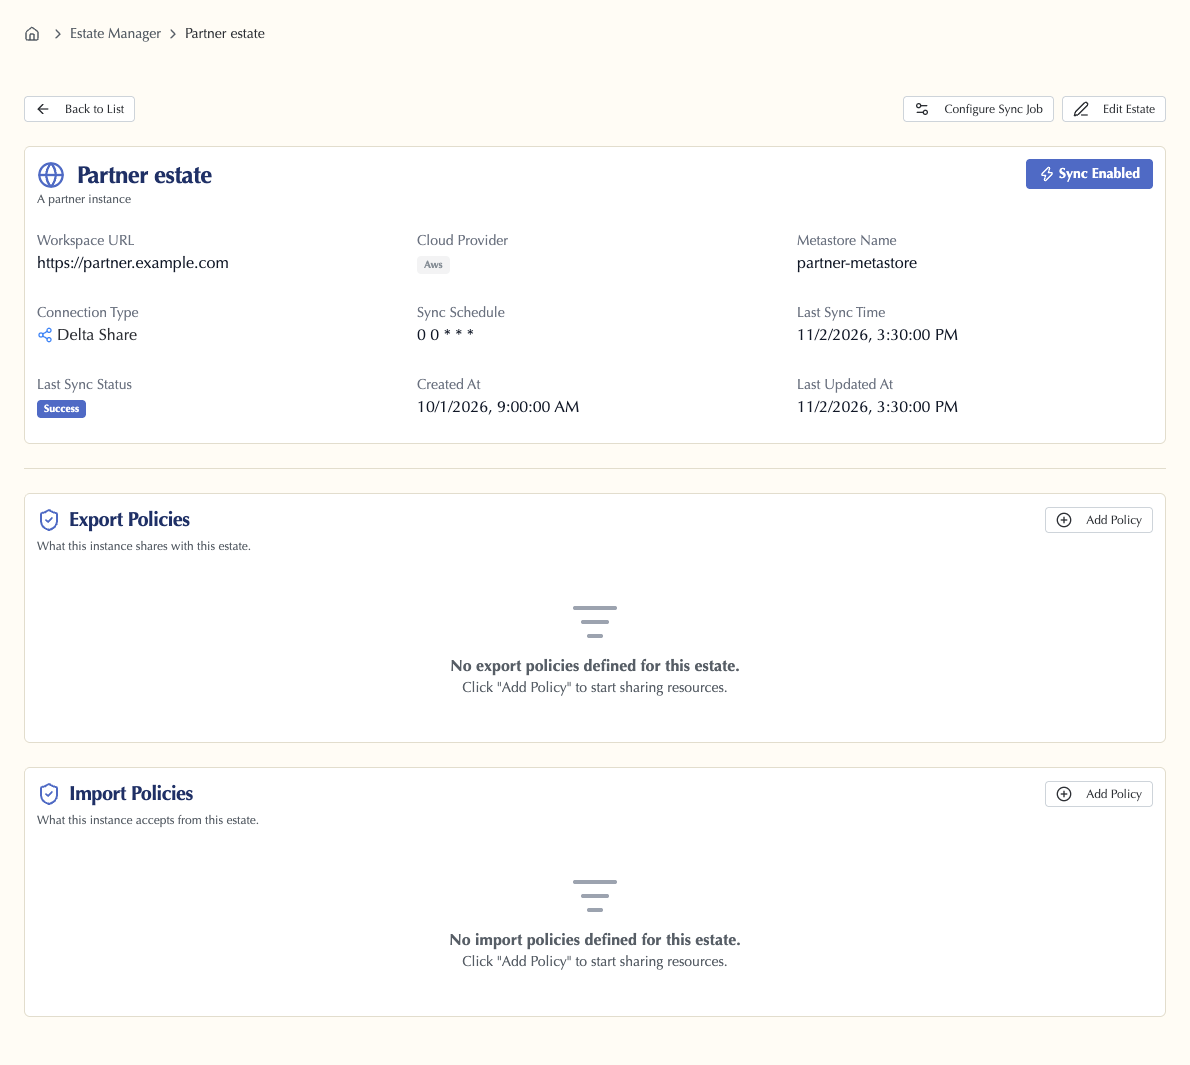 Estate Manager
Partner estate
Back to List
Configure Sync Job
Edit Estate
Partner estate
Sync Enabled
A partner instance
Workspace URL
Cloud Provider
Metastore Name
https://partner.example.com
Aws
partner-metastore
Connection Type
Sync Schedule
Last Sync Time
Delta Share
0 0 * * *
11/2/2026, 3:30:00 PM
Last Sync Status
Created At
Last Updated At
Success
10/1/2026, 9:00:00 AM
11/2/2026, 3:30:00 PM
Export Policies
Add Policy
What this instance shares with this estate.
No export policies defined for this estate.
Click "Add Policy" to start sharing resources.
Import Policies
Add Policy
What this instance accepts from this estate.
No import policies defined for this estate.
Click "Add Policy" to start sharing resources.